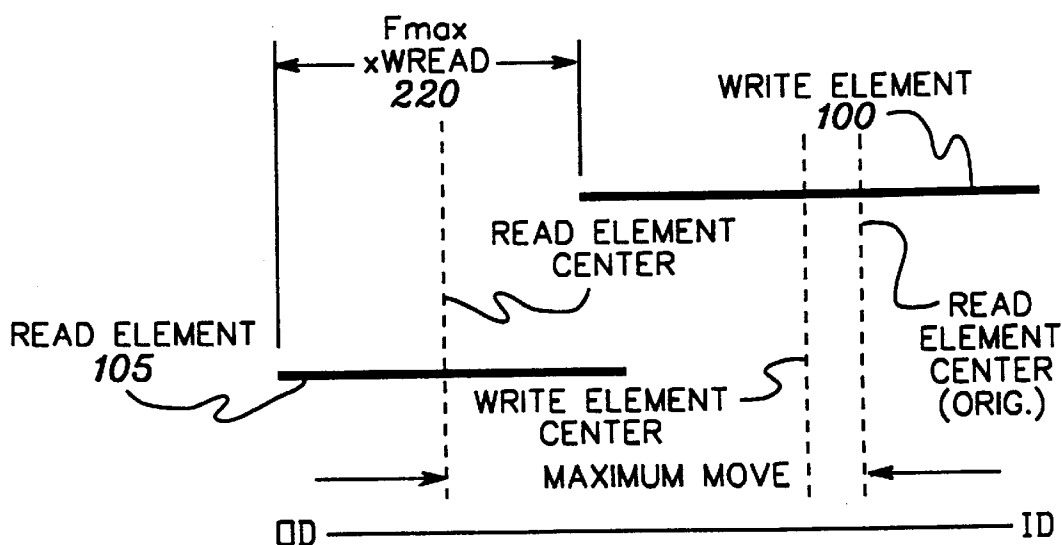 Fmax
xWREAD
220
WRITE ELEMENT
100
READ ELEMENT
CENTER
READ ELEMENT
105
READ
ELEMENT
CENTER
(ORIG.)
WRITE ELEMENT
CENTER
MAXIMUM MOVE
OD
ID